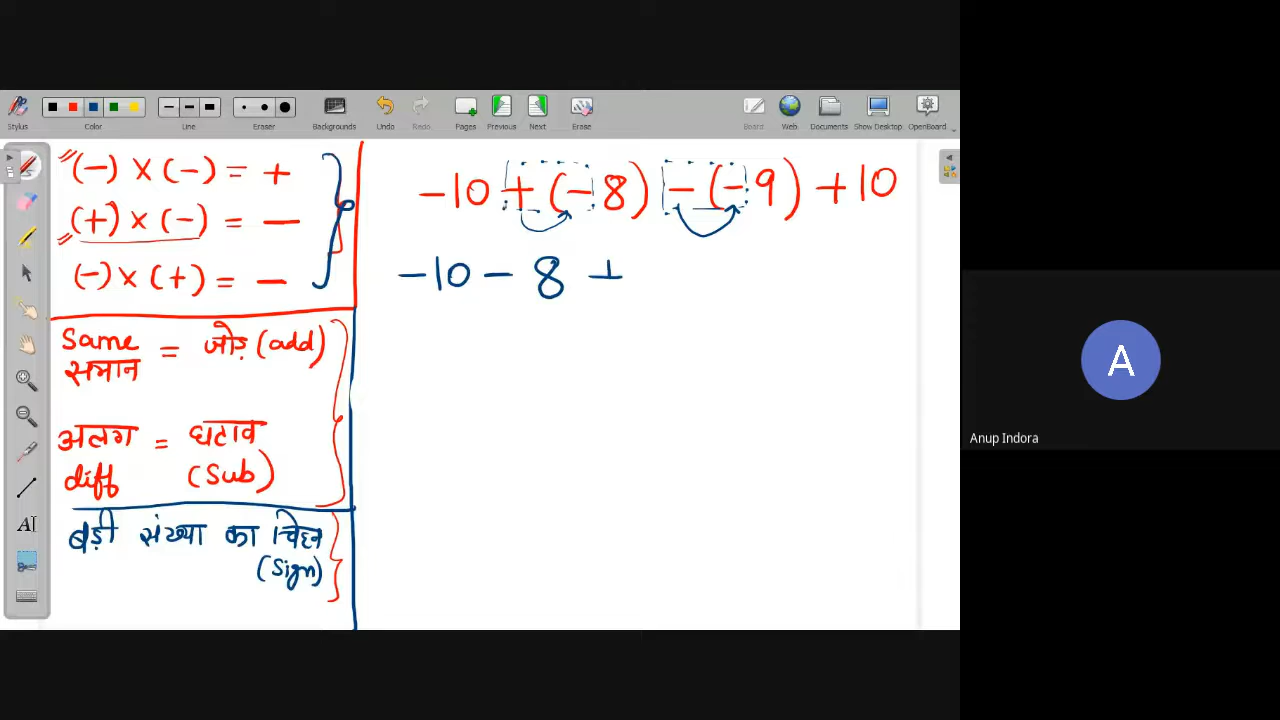 Stylus
Color
Line
Eraser
Backgrounds
Undo
Redo
Pages
Previous
Next
Erase
Board
Web
Documents
Show Desktop
OpenBoard
(-) × (-) = +
(+) × (-) = -
(-) × (+) = -
Same = जोड़ (add)
समान
अलग = घटाव
diff (Sub)
बड़ी संख्या का चिह्न
(Sign)
-10 + (-8) - (-9) + 10
-10 - 8 +
A
Anup Indora